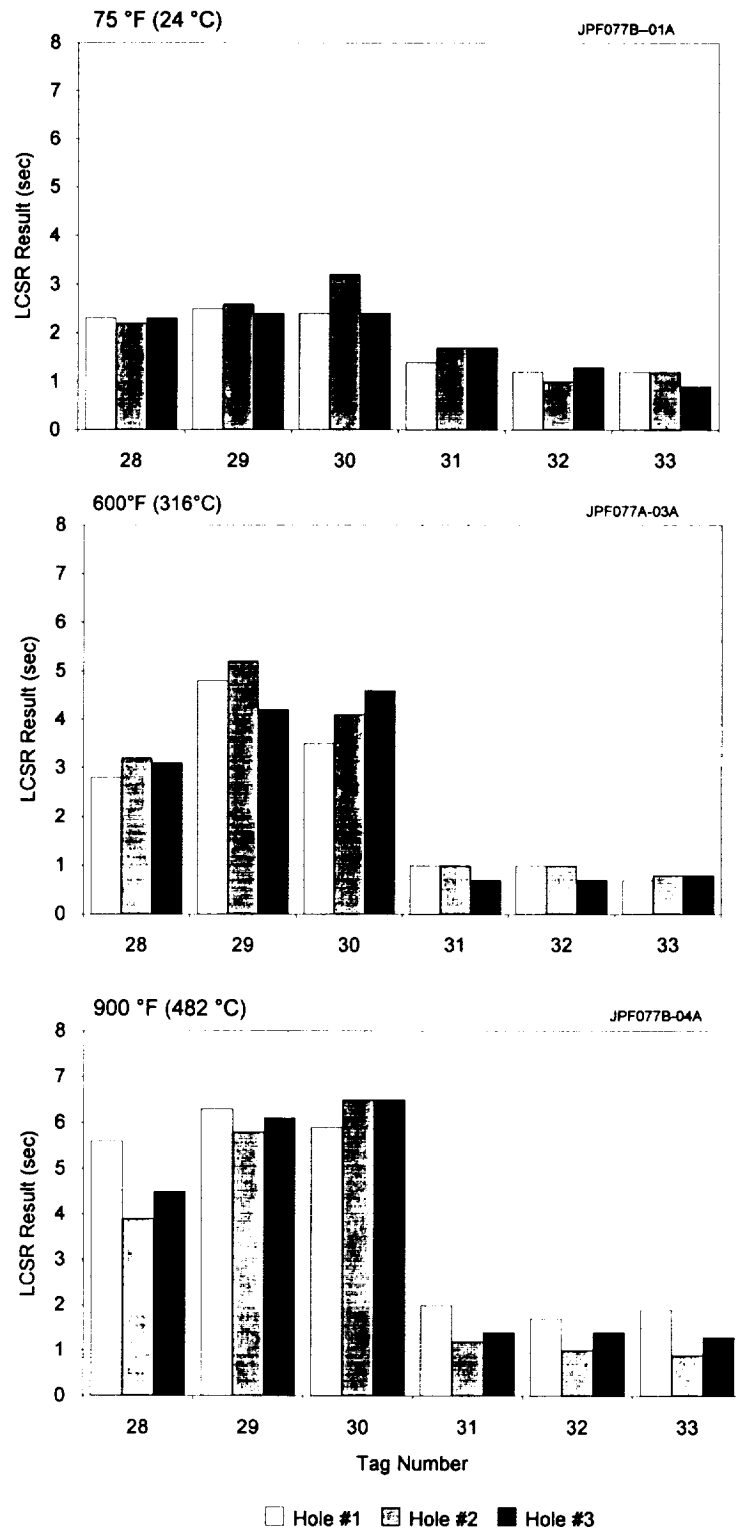 75 °F (24 °C)
JPF077B–01A
8
7
6
5
4
3
2
1
0
LCSR Result (sec)
28 29 30 31 32 33
600°F (316°C)
JPF077A-03A
8
7
6
5
4
3
2
1
0
LCSR Result (sec)
28 29 30 31 32 33
900 °F (482 °C)
JPF077B-04A
8
7
6
5
4
3
2
1
0
LCSR Result (sec)
28 29 30 31 32 33
Tag Number
Hole #1 Hole #2 Hole #3